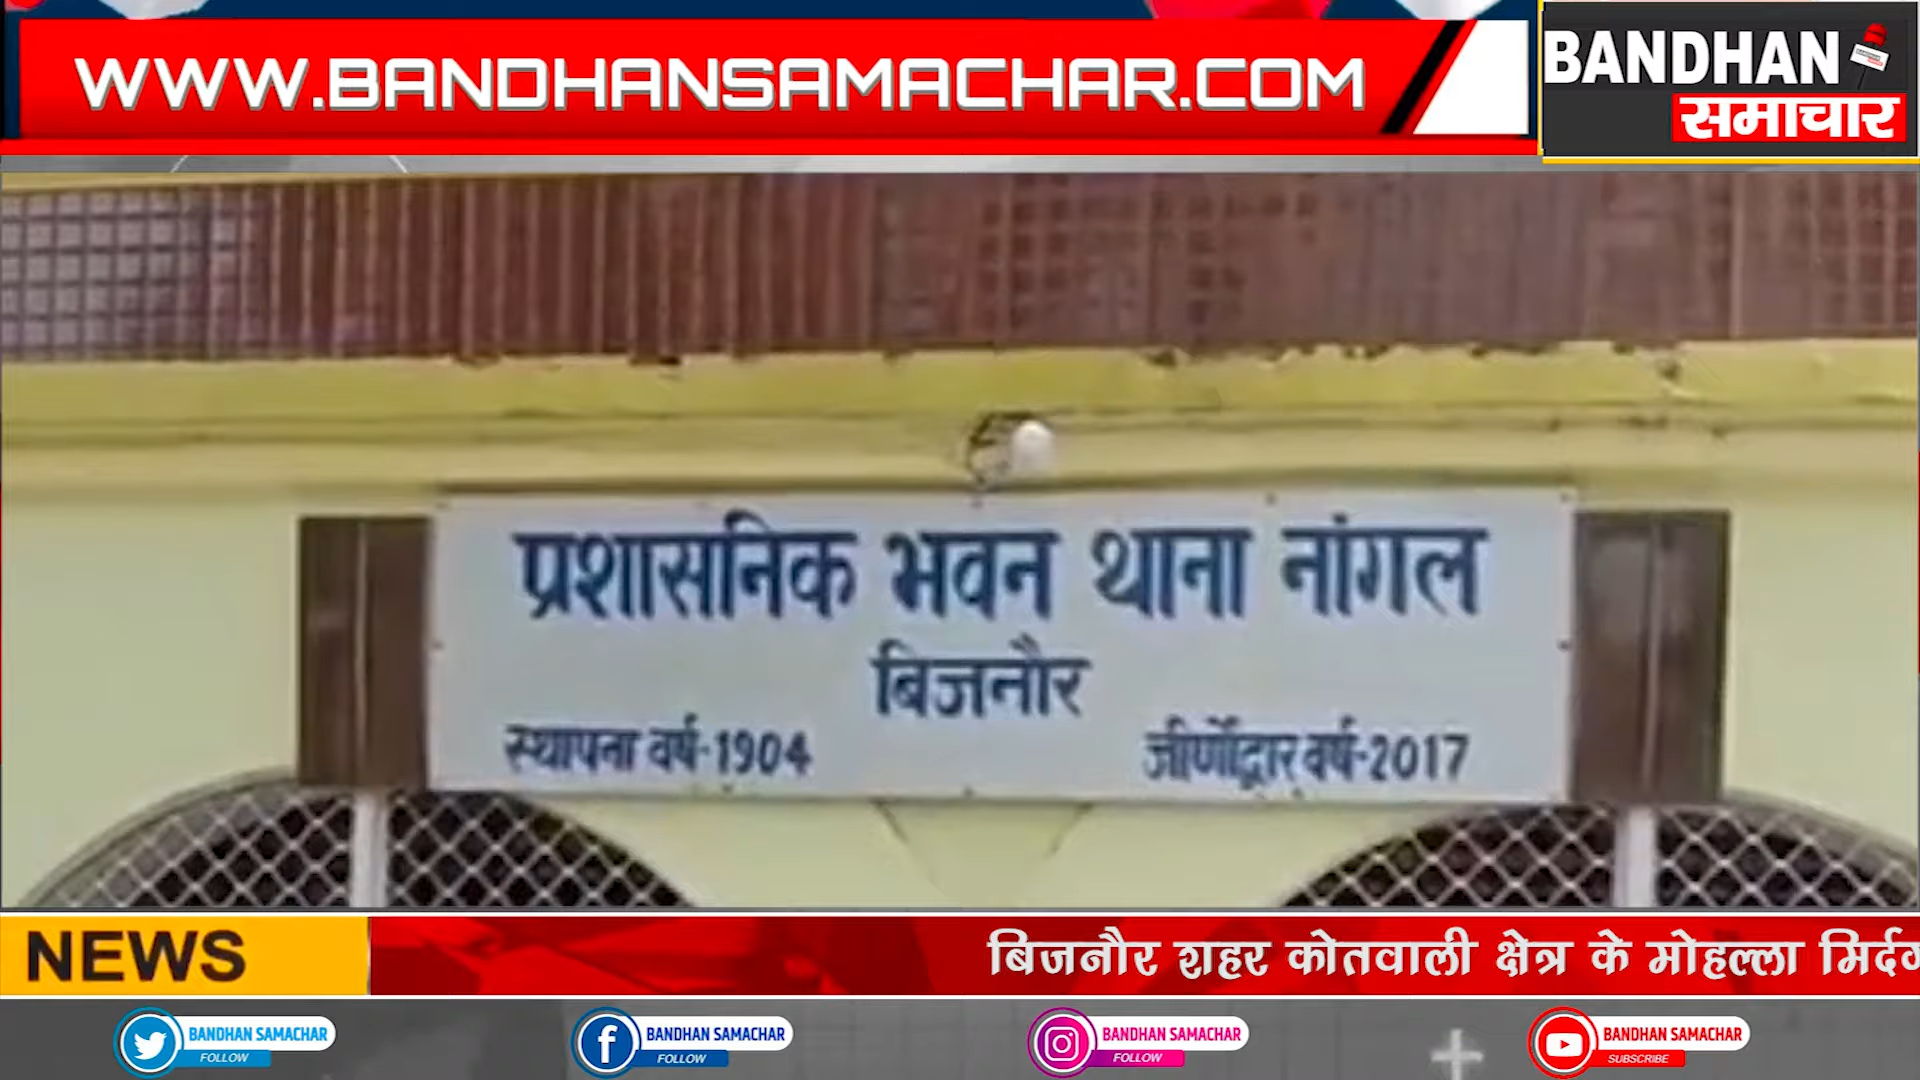 WWW.BANDHANSAMACHAR.COM
BANDHAN
समाचार
प्रशासनिक भवन थाना नांगल
बिजनौर
स्थापना वर्ष-1904
जीर्णोद्वार वर्ष-2017
NEWS
बिजनौर शहर कोतवाली क्षेत्र के मोहल्ला
BANDHAN SAMACHAR
FOLLOW
BANDHAN SAMACHAR
FOLLOW
BANDHAN SAMACHAR
FOLLOW
BANDHAN SAMACHAR
SUBSCRIBE